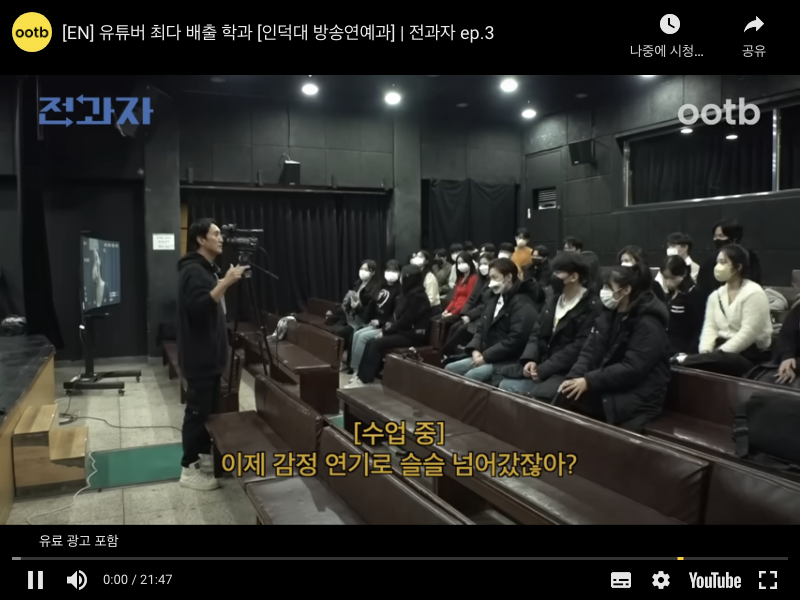 ootb
[EN] 유튜버 최다 배출 학과 [인덕대 방송연예과] | 전과자 ep.3
나중에 시청...
공유
전과자
ootb
[수업 중]
이제 감정 연기로 슬슬 넘어갔잖아?
유료 광고 포함
0:00 / 21:47
YouTube